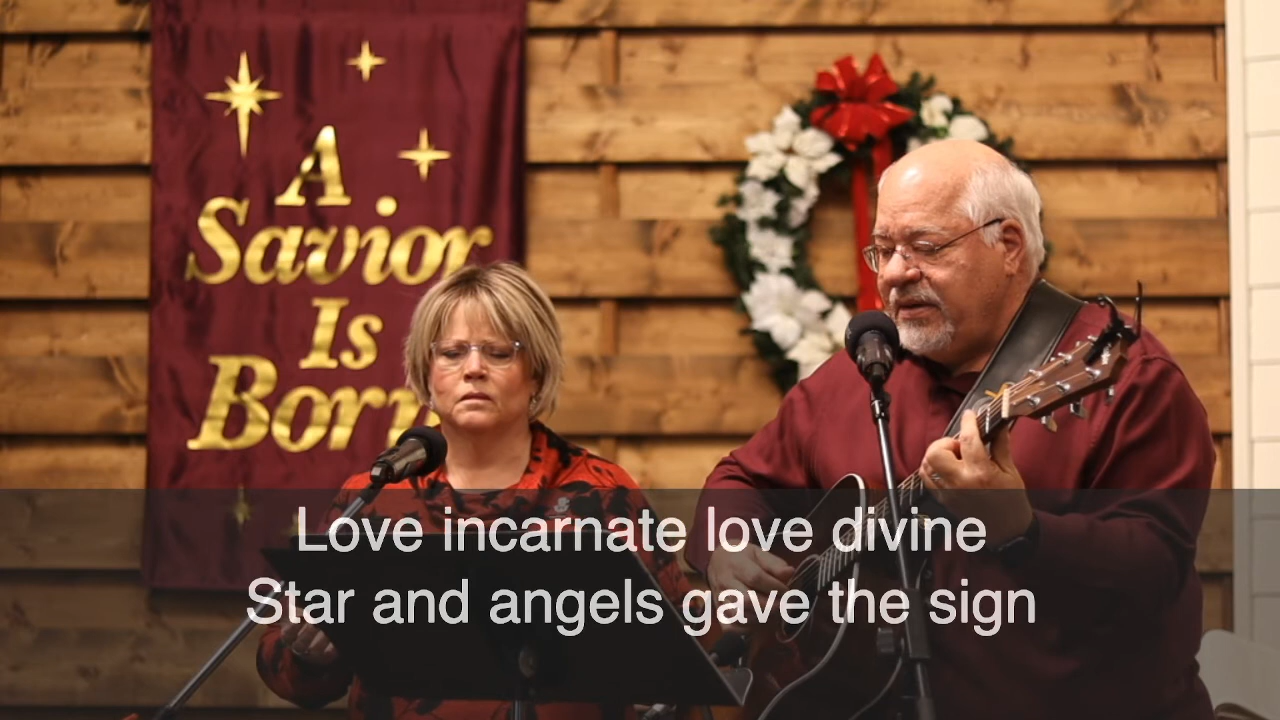 A
Savior
Is
Born
Love incarnate love divine
Star and angels gave the sign